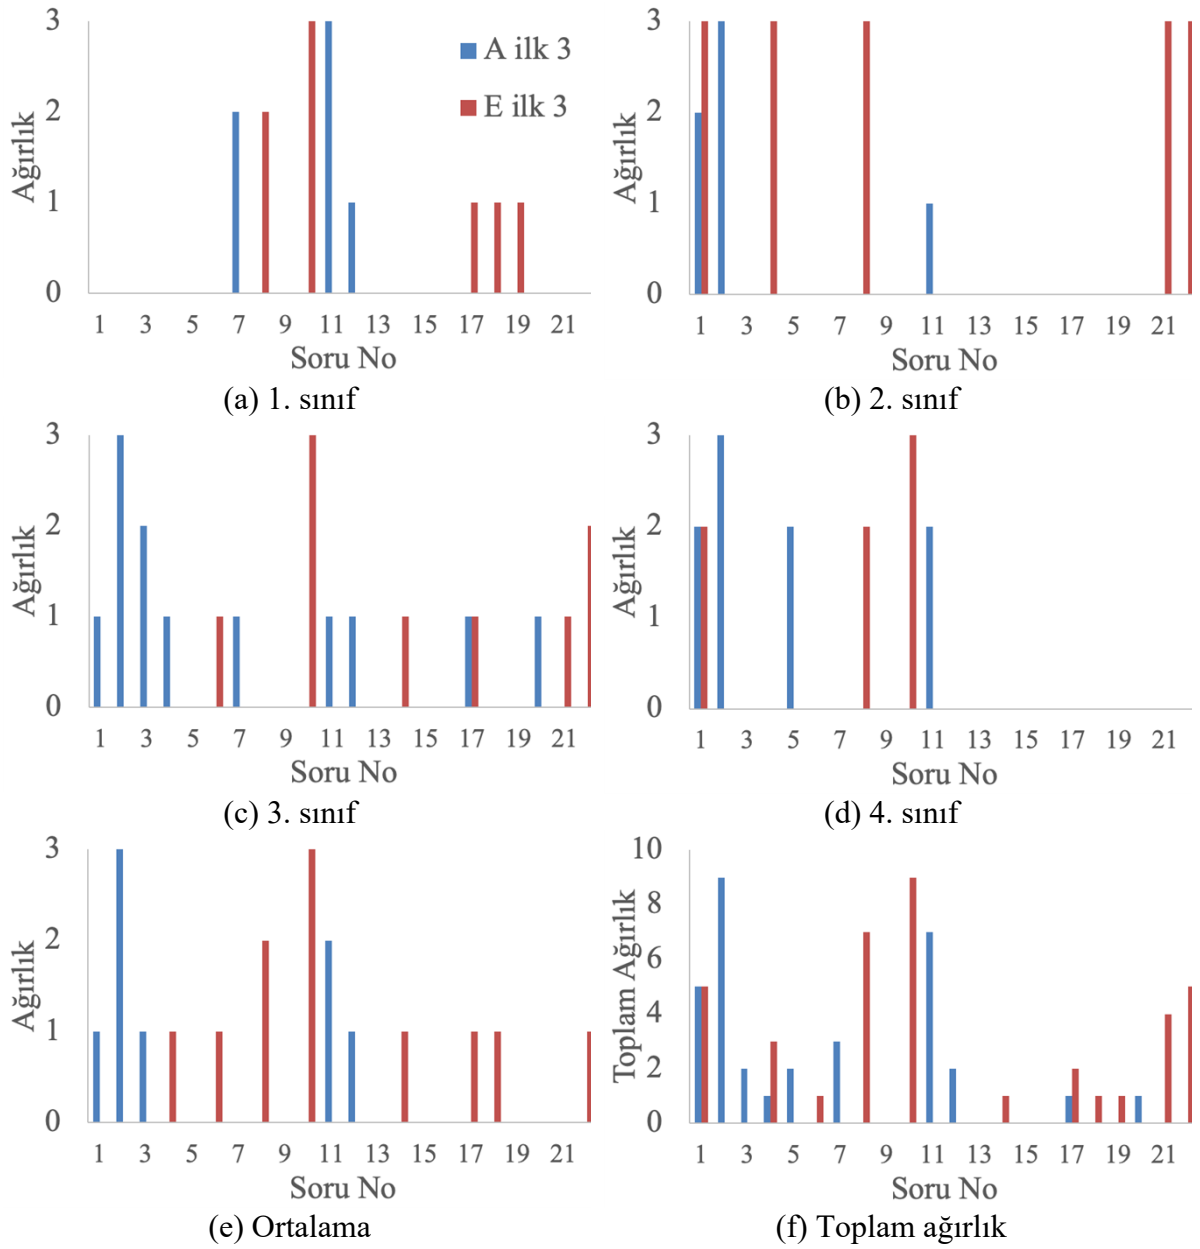 3
2
1
0
Ağırlık
A ilk 3
E ilk 3
1 3 5 7 9 11 13 15 17 19 21
Soru No
(a) 1. sınıf
3
2
1
0
Ağırlık
1 3 5 7 9 11 13 15 17 19 21
Soru No
(b) 2. sınıf
3
2
1
0
Ağırlık
1 3 5 7 9 11 13 15 17 19 21
Soru No
(c) 3. sınıf
3
2
1
0
Ağırlık
1 3 5 7 9 11 13 15 17 19 21
Soru No
(d) 4. sınıf
3
2
1
0
Ağırlık
1 3 5 7 9 11 13 15 17 19 21
Soru No
(e) Ortalama
10
8
6
4
2
0
Toplam Ağırlık
1 3 5 7 9 11 13 15 17 19 21
Soru No
(f) Toplam ağırlık